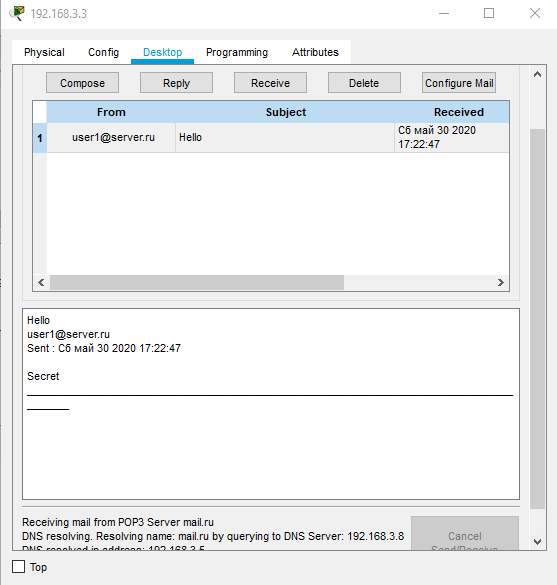 192.168.3.3
Physical Config Desktop Programming Attributes
Compose Reply Receive Delete Configure Mail
From Subject Received
1 user1@server.ru Hello Сб май 30 2020
17:22:47
Hello
user1@server.ru
Sent : Сб май 30 2020 17:22:47
Secret
Receiving mail from POP3 Server mail.ru
DNS resolving. Resolving name: mail.ru by querying to DNS Server: 192.168.3.8
DNS resolved ip address: 192.168.3.5
Cancel
Send/Receive
Top